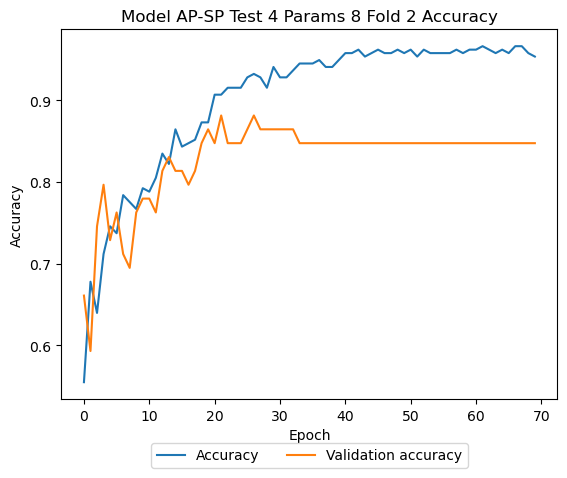 Model AP-SP Test 4 Params 8 Fold 2 Accuracy
Accuracy
0.9
0.8
0.7
0.6
0 10 20 30 40 50 60 70
Epoch
Accuracy Validation accuracy